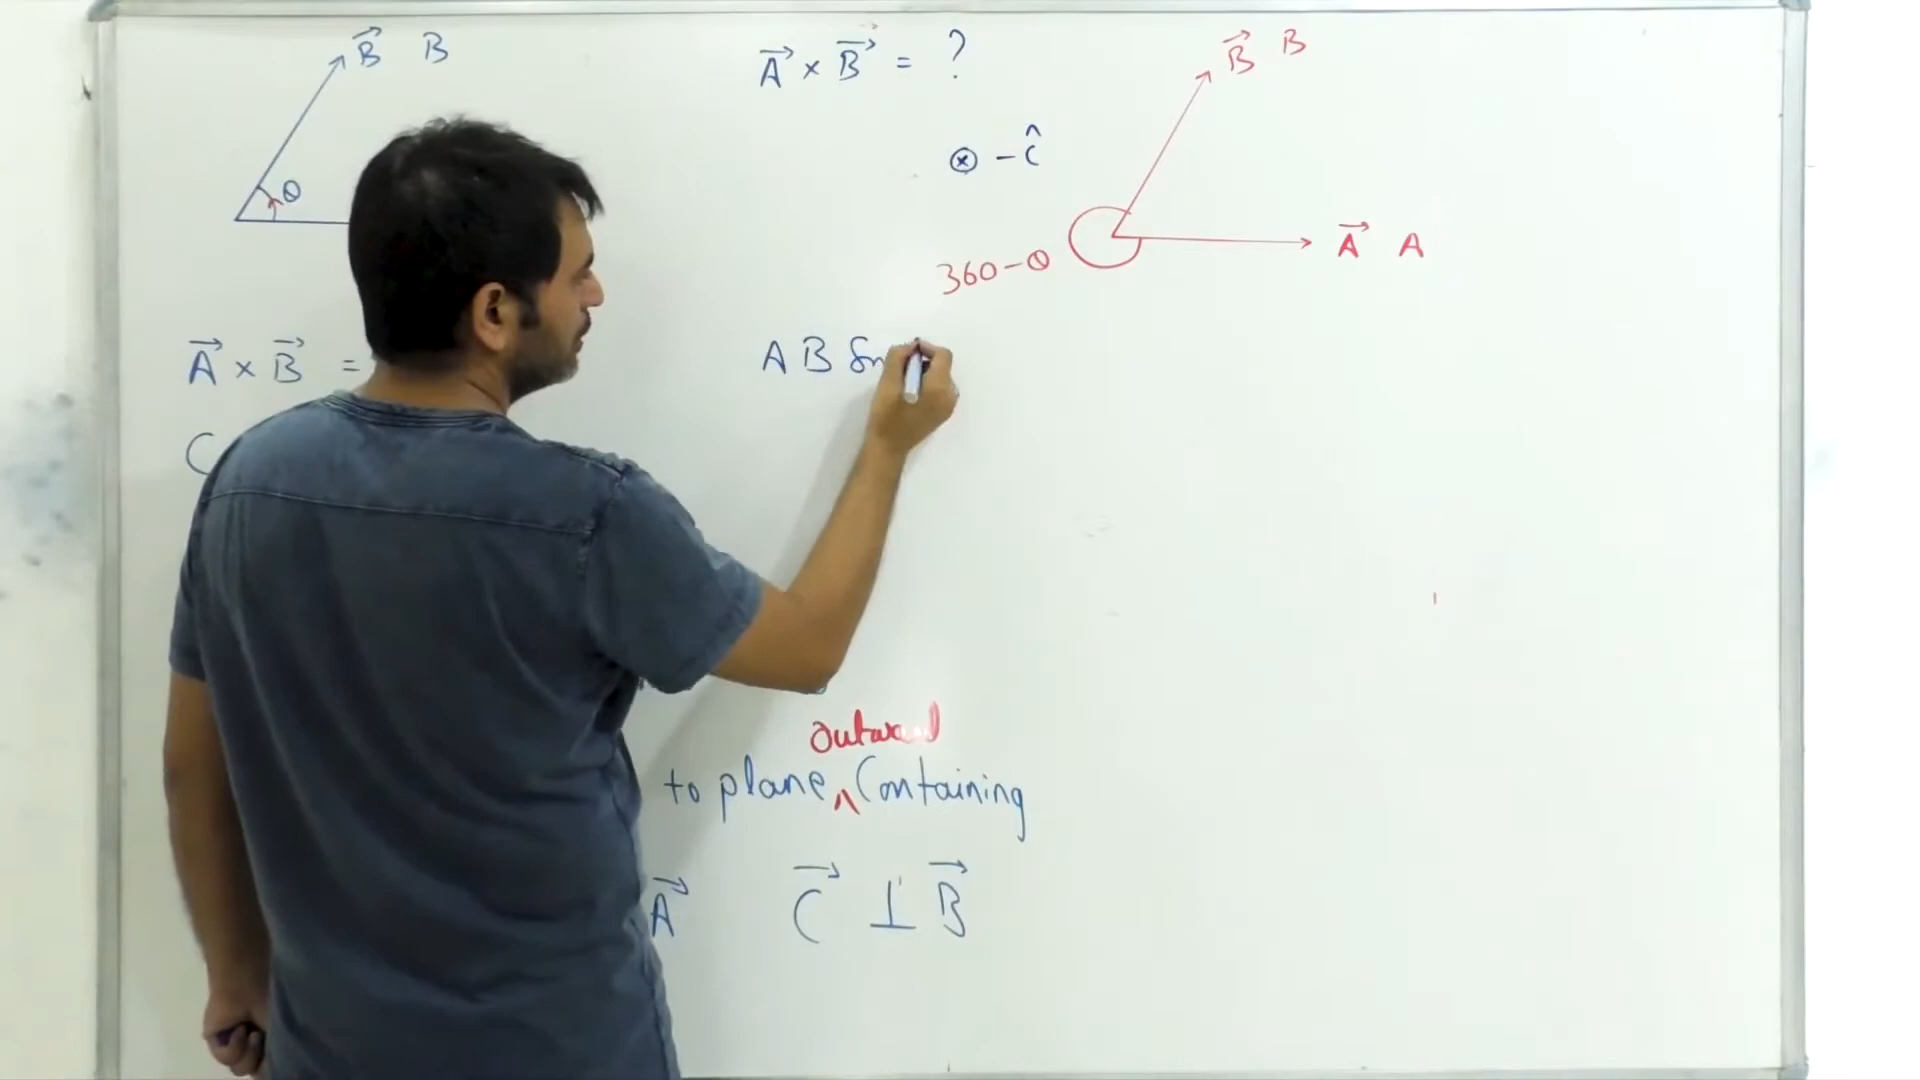 B⃗ B
θ
A⃗ × B⃗ = ?
⊗ − ĉ
B⃗ B
A⃗ A
360 − θ
A⃗ × B⃗ =
C
A B Sin
outward
to plane ^ Containing
A⃗ C⃗ ⊥ B⃗